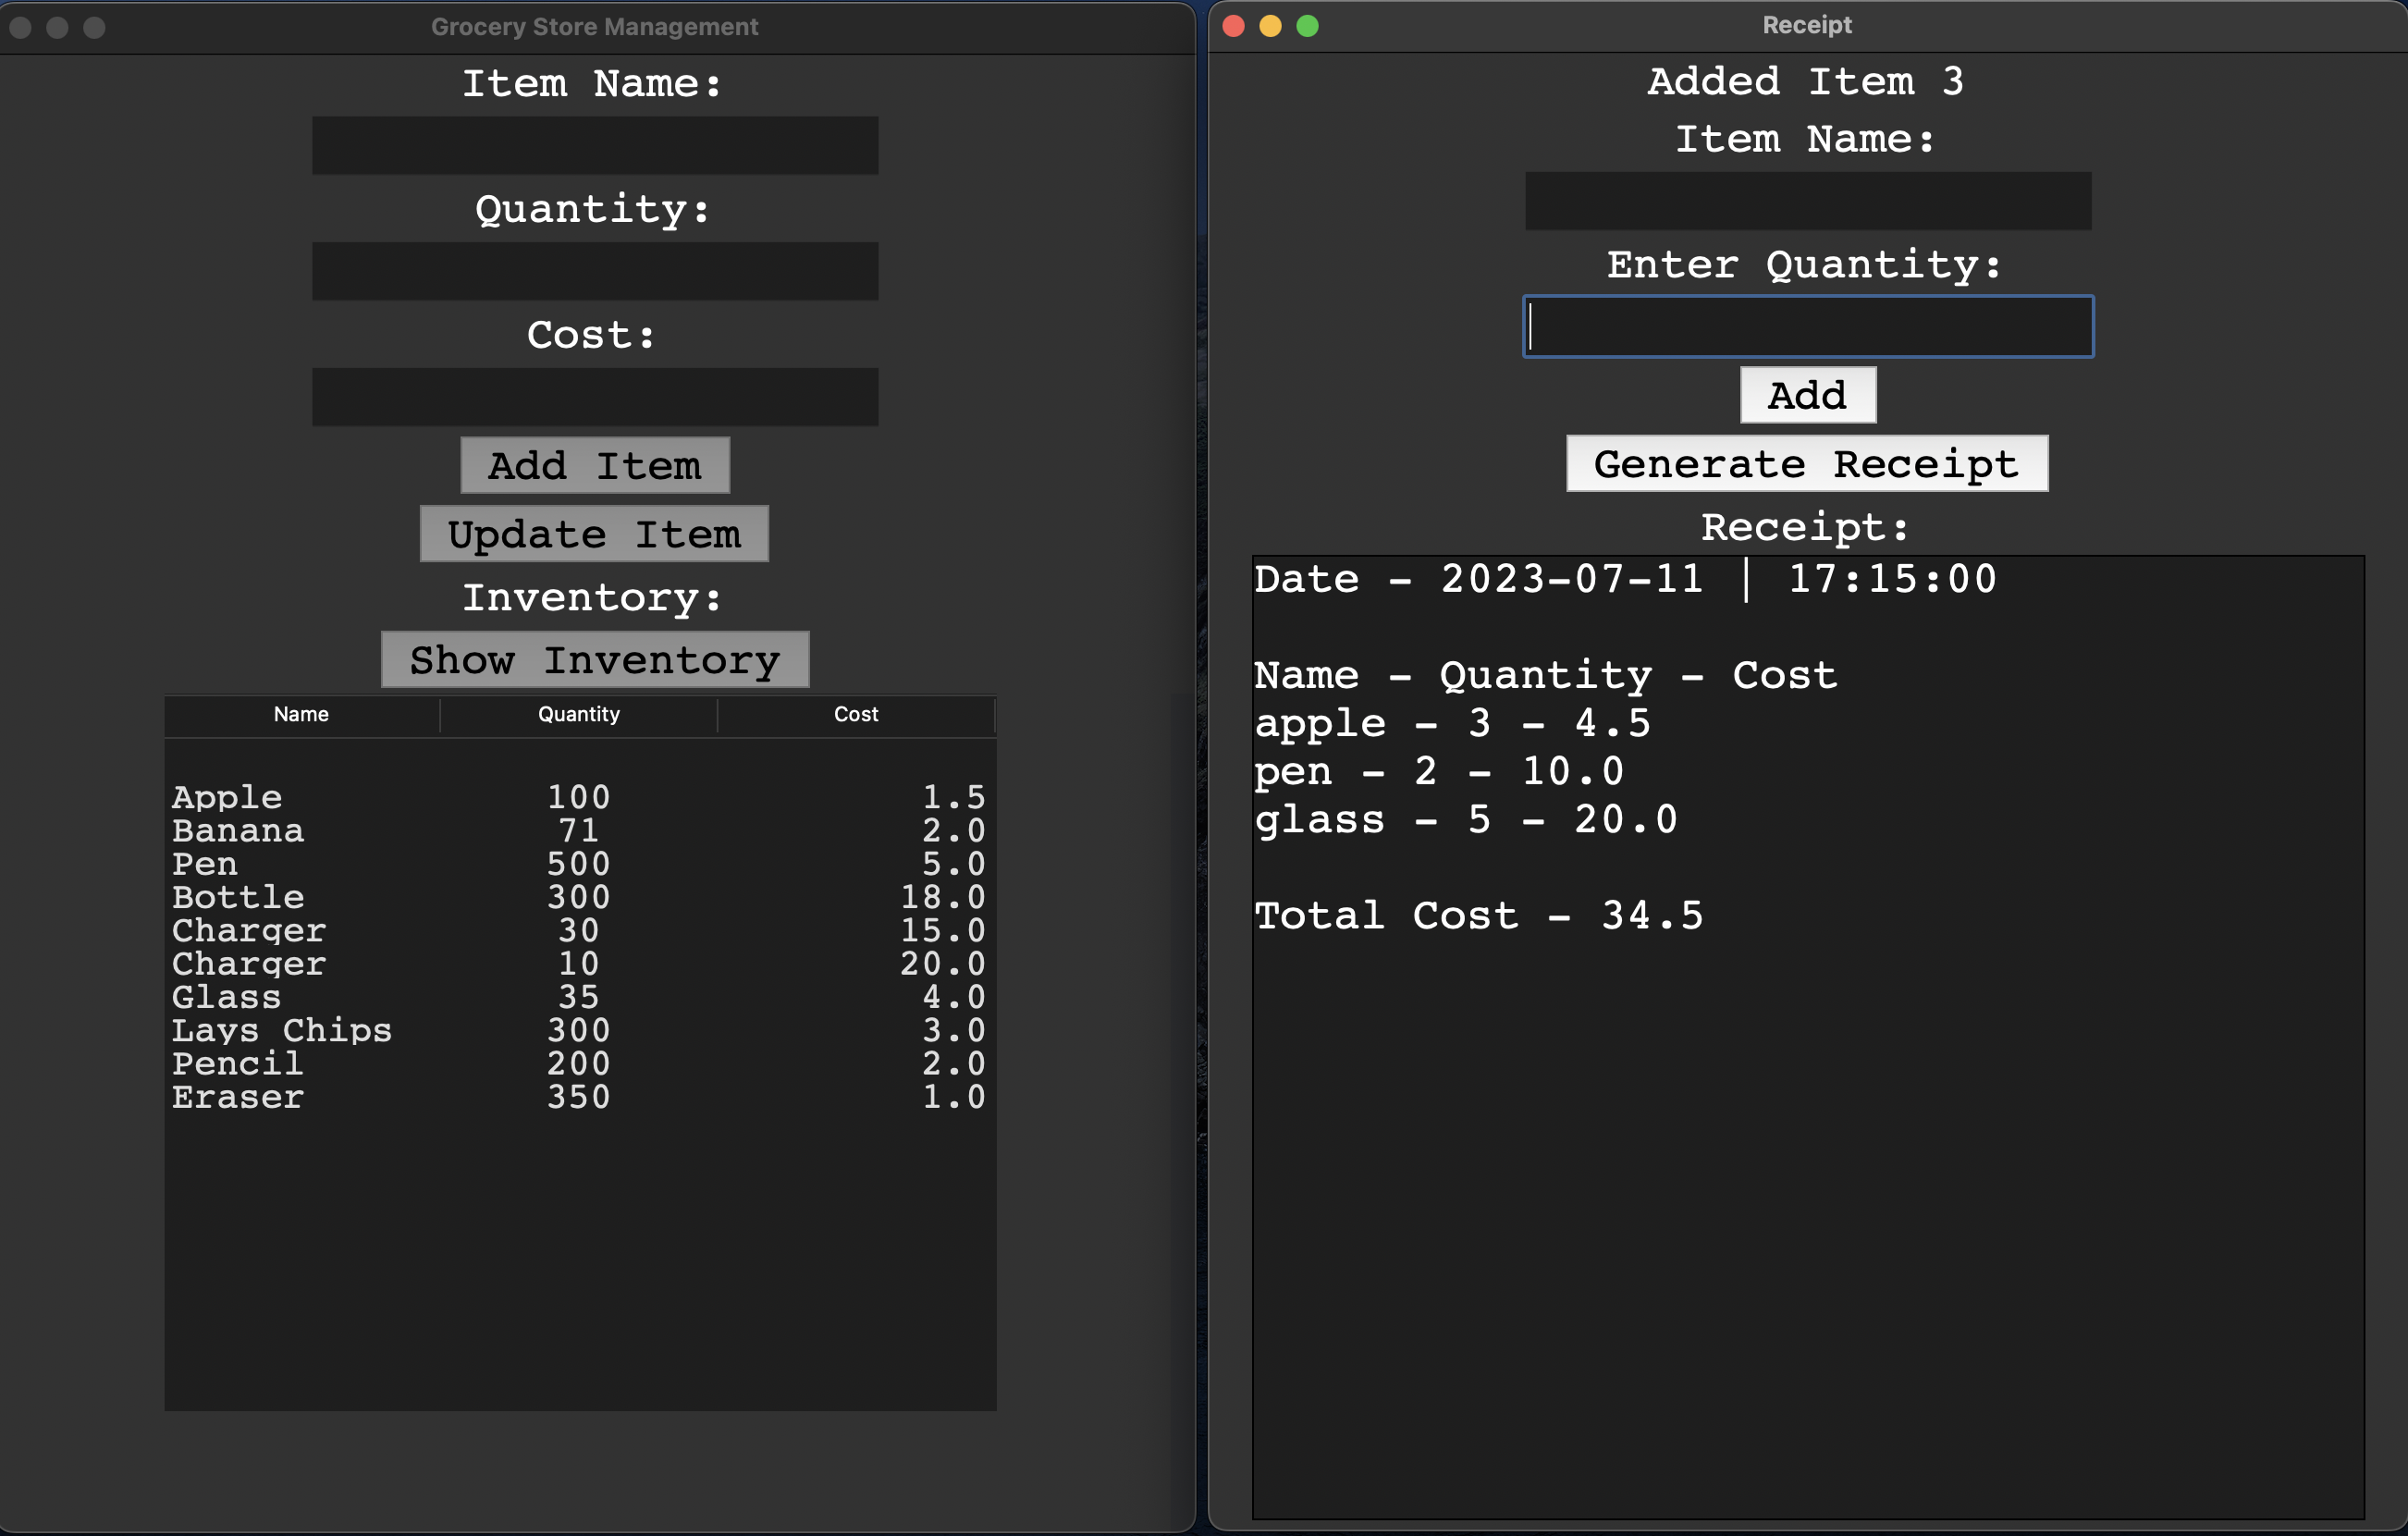 Grocery Store Management
Item Name:
Quantity:
Cost:
Add Item
Update Item
Inventory:
Show Inventory
Name Quantity Cost
Apple 100 1.5
Banana 71 2.0
Pen 500 5.0
Bottle 300 18.0
Charger 30 15.0
Charger 10 20.0
Glass 35 4.0
Lays Chips 300 3.0
Pencil 200 2.0
Eraser 350 1.0
Receipt
Added Item 3
Item Name:
Enter Quantity:
Add
Generate Receipt
Receipt:
Date - 2023-07-11 | 17:15:00
Name - Quantity - Cost
apple - 3 - 4.5
pen - 2 - 10.0
glass - 5 - 20.0
Total Cost - 34.5